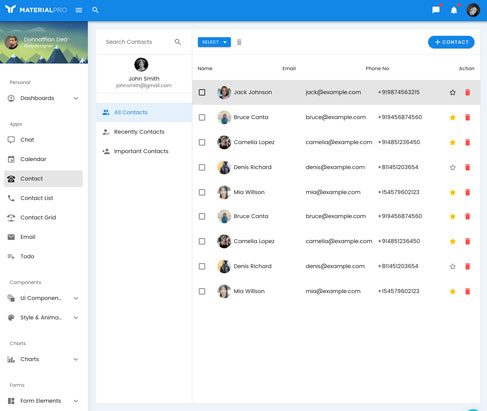 MATERIALPRO
Johnathan Deo
Personal
Dashboards
Apps
Chat
Calendar
Contact
Contact List
Contact Grid
Email
Todo
Components
Ui Componen...
Style & Anima...
Charts
Charts
Forms
Form Elements
Search Contacts
John Smith
johnsmith@gmail.com
All Contacts
Recently Contacts
Important Contacts
SELECT
+ CONTACT
Name Email Phone No Action
Jack Johnson jack@example.com +919874563215
Bruce Canta bruce@example.com +919456874560
Camelia Lopez camelia@example.com +914851236450
Denis Richard denis@example.com +811451203654
Mia Willson mia@example.com +154579602123
Bruce Canta bruce@example.com +919456874560
Camelia Lopez camelia@example.com +914851236450
Denis Richard denis@example.com +811451203654
Mia Willson mia@example.com +154579602123